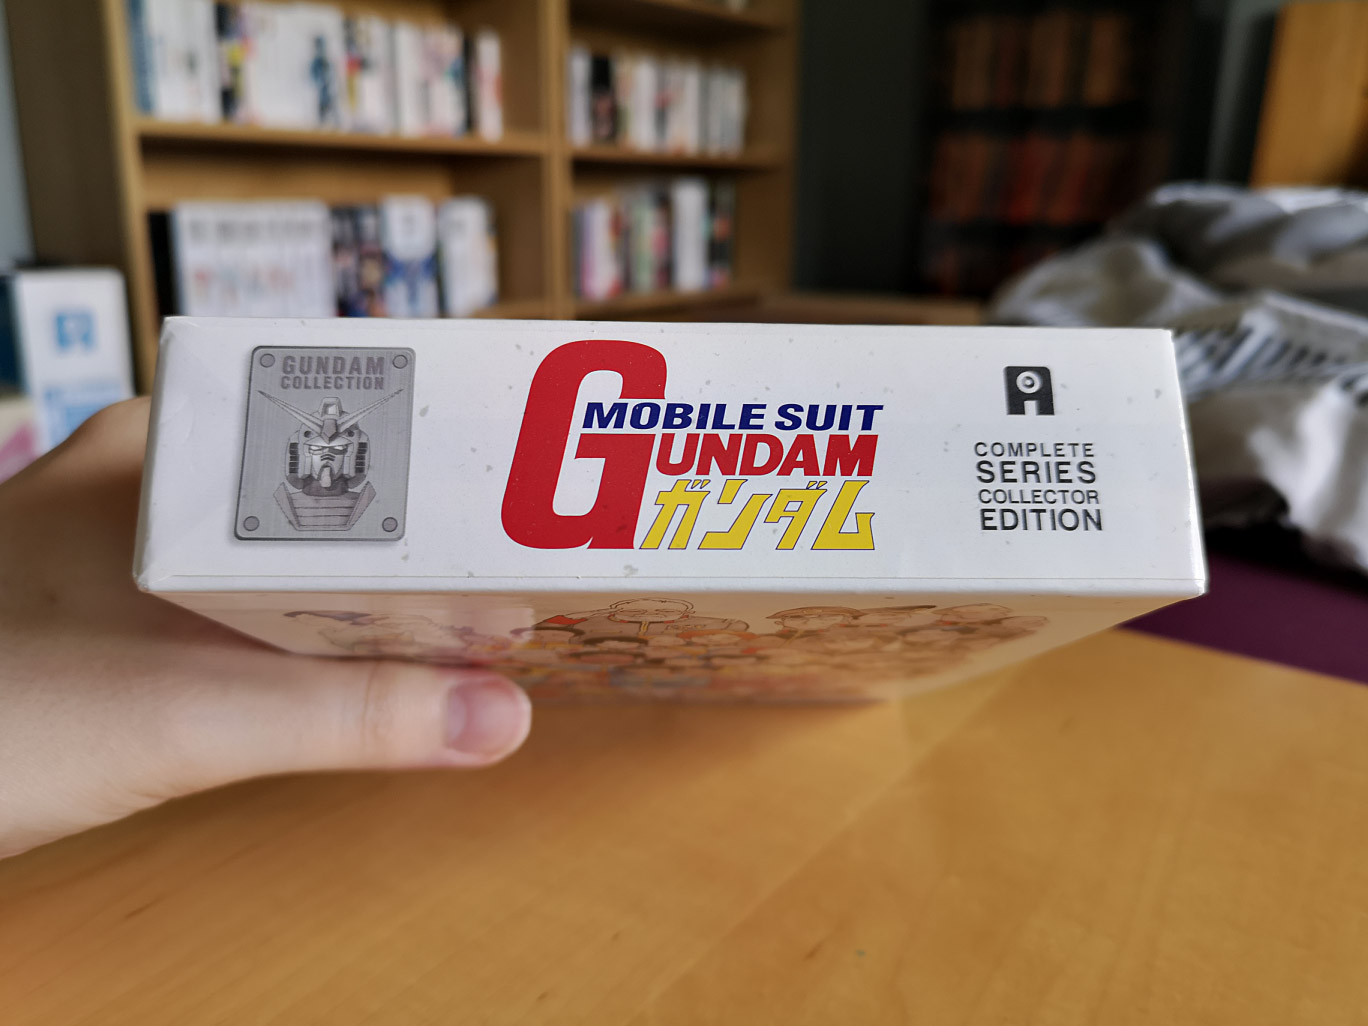 GUNDAM
COLLECTION
MOBILE SUIT
GUNDAM
ガンダム
COMPLETE
SERIES
COLLECTOR
EDITION